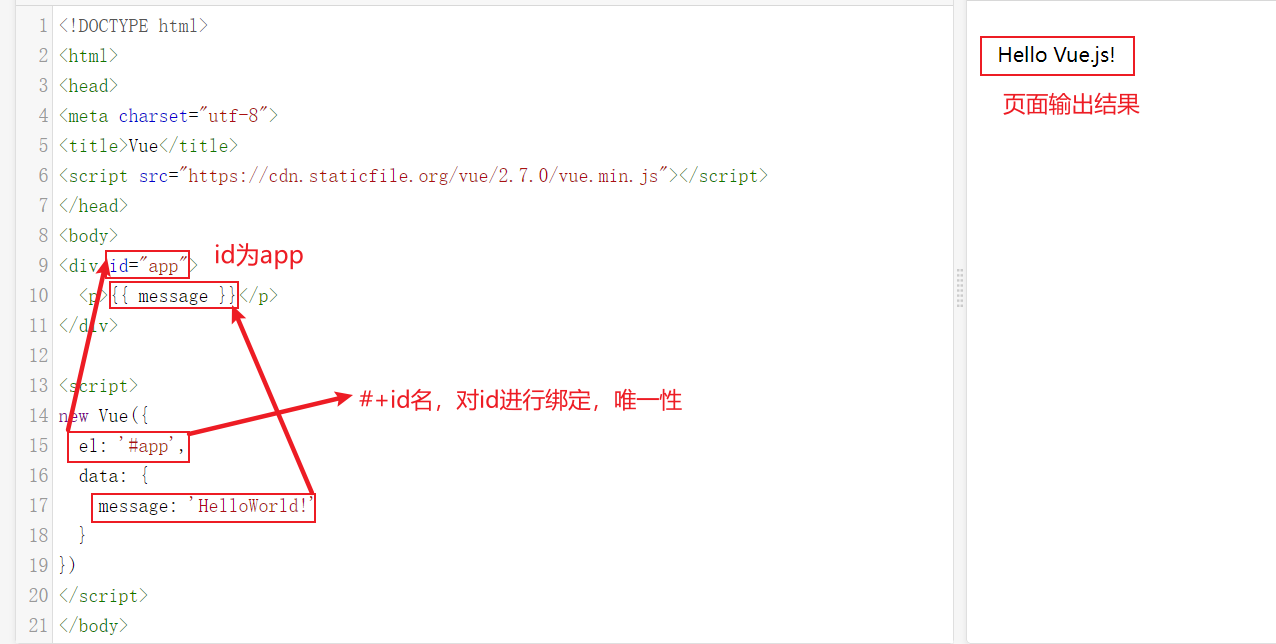 1 <!DOCTYPE html>
2 <html>
3 <head>
4 <meta charset="utf-8">
5 <title>Vue</title>
6 <script src="https://cdn.staticfile.org/vue/2.7.0/vue.min.js"></script>
7 </head>
8 <body>
9 <div id="app"> id为app
10 <p>{{ message }}</p>
11 </div>
12
13 <script>
#+id名，对id进行绑定，唯一性
14 new Vue({
15 el: '#app',
16 data: {
17 message: 'HelloWorld!'
18 }
19 })
20 </script>
21 </body>
Hello Vue.js!
页面输出结果